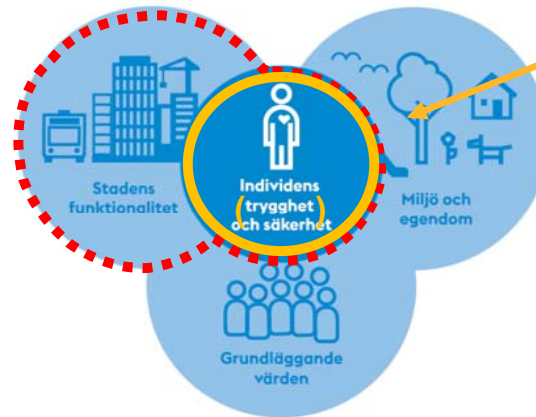 Stadens
funktionalitet
Individens
(trygghet)
och säkerhet
Miljö och
egendom
Grundläggande
värden